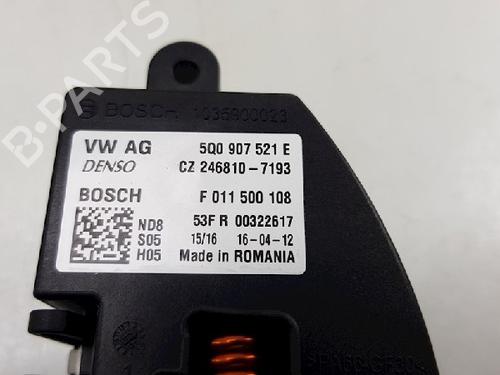 B-PARTS
BOSCH 1035900023
VW AG 5Q0 907 521 E
DENSO CZ 246810-7193
BOSCH F 011 500 108
ND8 53F R 00322617
S05 15/16 16-04-12
H05 Made in ROMANIA